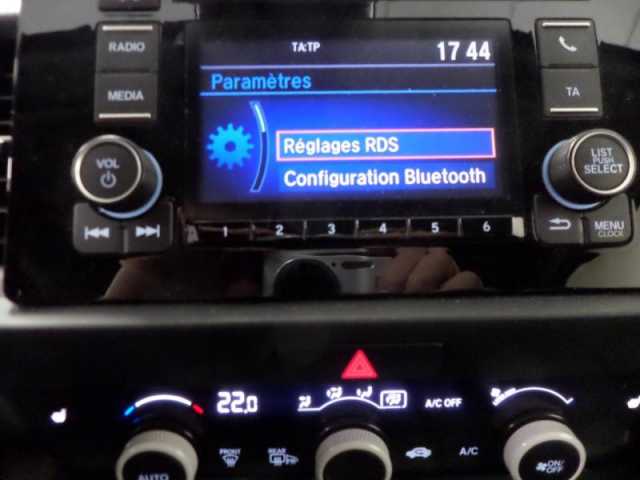 RADIO
MEDIA
TA:TP
17 44
Paramètres
Réglages RDS
Configuration Bluetooth
TA
VOL
LIST
PUSH
SELECT
MENU
CLOCK
1 2 3 4 5 6
22.0
A/C OFF
AUTO
FRONT
REAR
A/C
ON/OFF